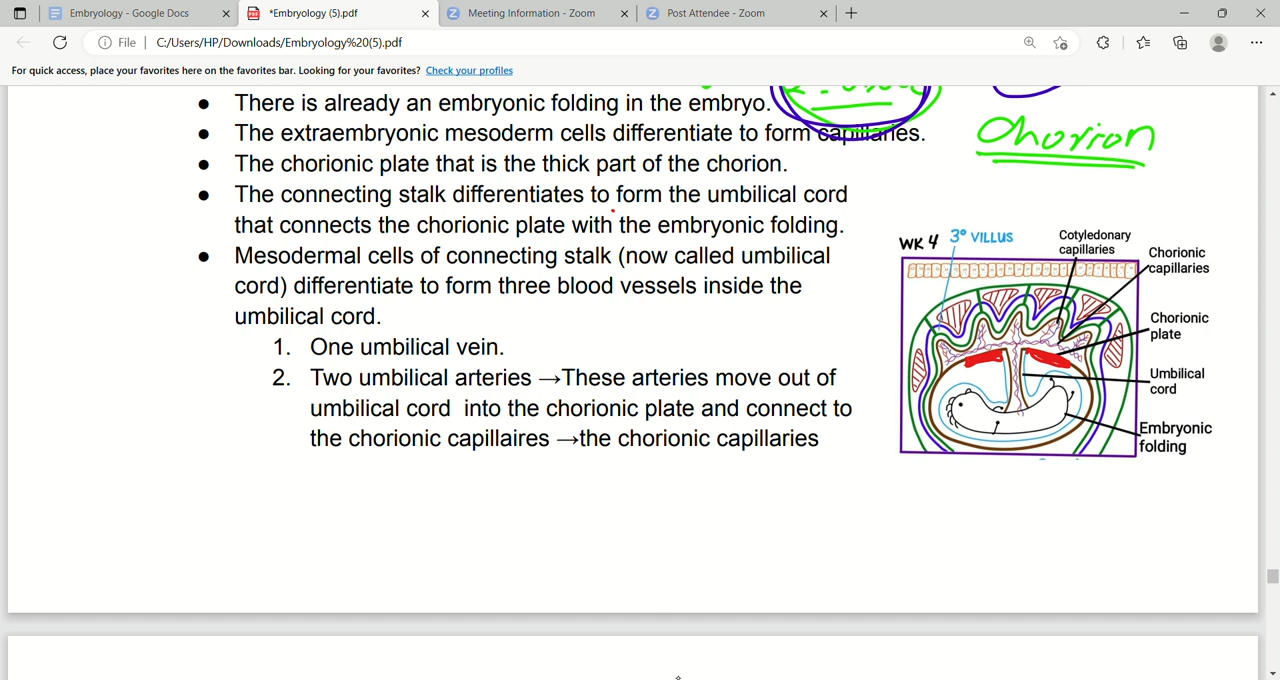 Embryology - Google Docs
*Embryology (5).pdf
Meeting Information - Zoom
Post Attendee - Zoom
File
C:/Users/HP/Downloads/Embryology%20(5).pdf
For quick access, place your favorites here on the favorites bar. Looking for your favorites? Check your profiles
● There is already an embryonic folding in the embryo.
● The extraembryonic mesoderm cells differentiate to form capillaries.
Chorion
● The chorionic plate that is the thick part of the chorion.
● The connecting stalk differentiates to form the umbilical cord
that connects the chorionic plate with the embryonic folding.
● Mesodermal cells of connecting stalk (now called umbilical
cord) differentiate to form three blood vessels inside the
umbilical cord.
1. One umbilical vein.
2. Two umbilical arteries →These arteries move out of
umbilical cord into the chorionic plate and connect to
the chorionic capillaires →the chorionic capillaries
WK 4
3° VILLUS
Cotyledonary
capillaries
Chorionic
capillaries
Chorionic
plate
Umbilical
cord
Embryonic
folding